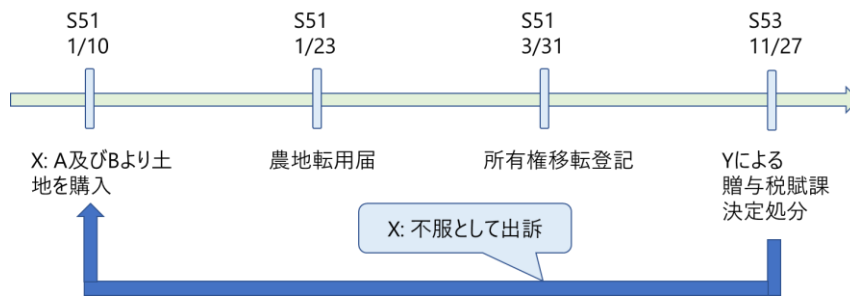 S51
1/10
S51
1/23
S51
3/31
S53
11/27
X: A及びBより土
地を購入
農地転用届
所有権移転登記
Yによる
贈与税賦課
決定処分
X: 不服として出訴